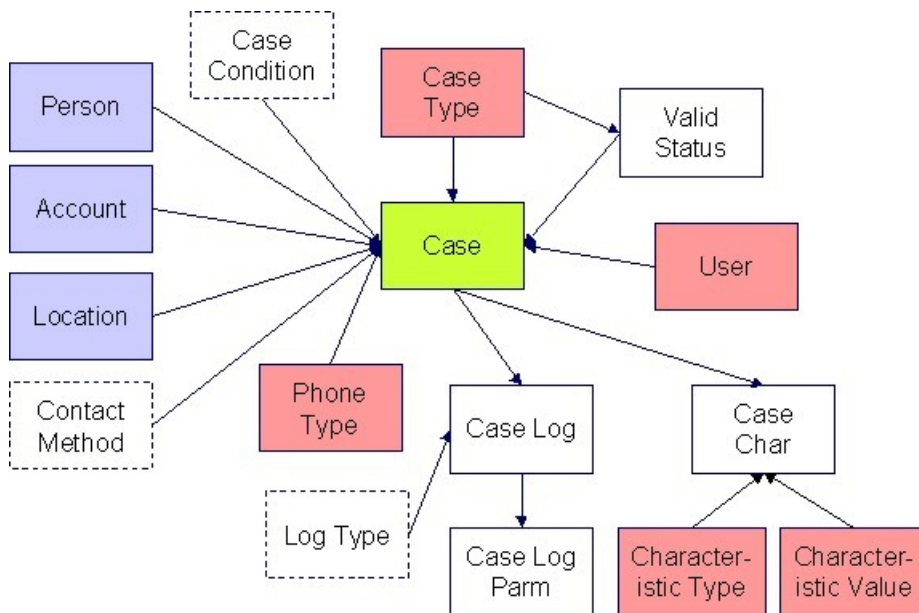 Case
Condition
Person
Case
Type
Valid
Status
Account
Case
User
Location
Contact
Method
Phone
Type
Case Log
Case
Char
Log Type
Case Log
Parm
Character-
istic Type
Character-
istic Value